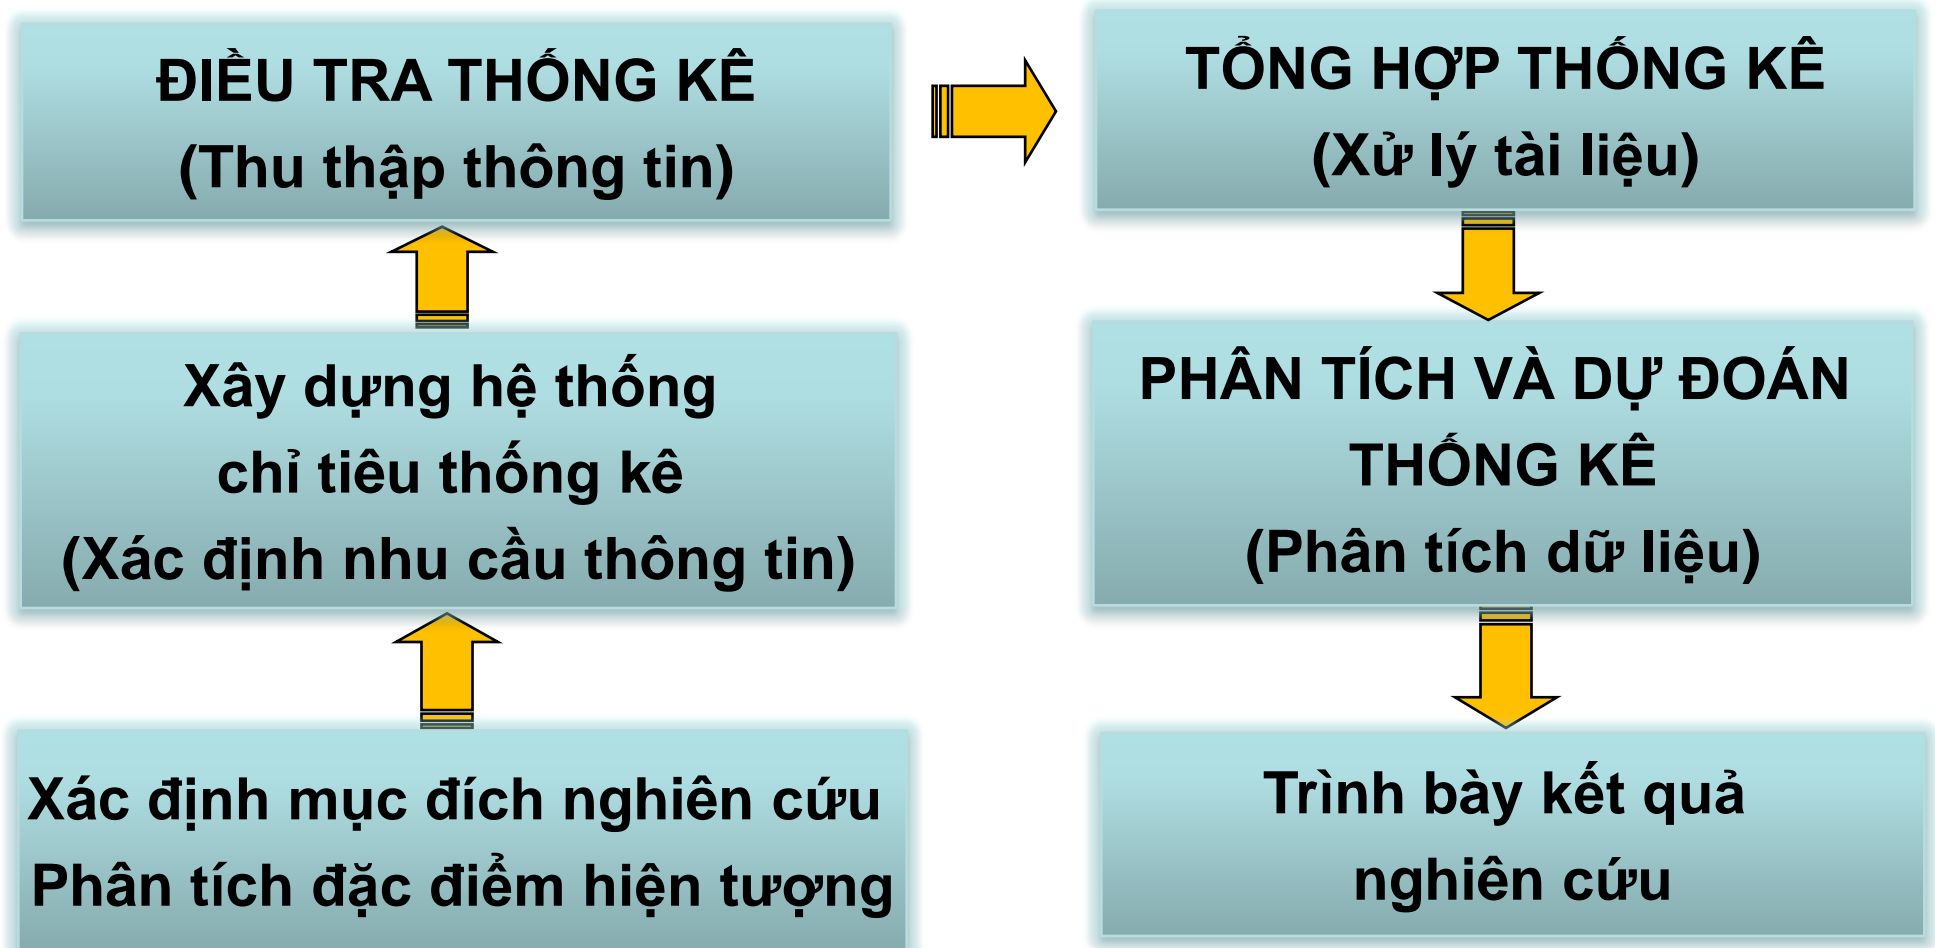 ĐIỀU TRA THỐNG KÊ
(Thu thập thông tin)
TỔNG HỢP THỐNG KÊ
(Xử lý tài liệu)
Xây dựng hệ thống
chỉ tiêu thống kê
(Xác định nhu cầu thông tin)
PHÂN TÍCH VÀ DỰ ĐOÁN
THỐNG KÊ
(Phân tích dữ liệu)
Xác định mục đích nghiên cứu
Phân tích đặc điểm hiện tượng
Trình bày kết quả
nghiên cứu